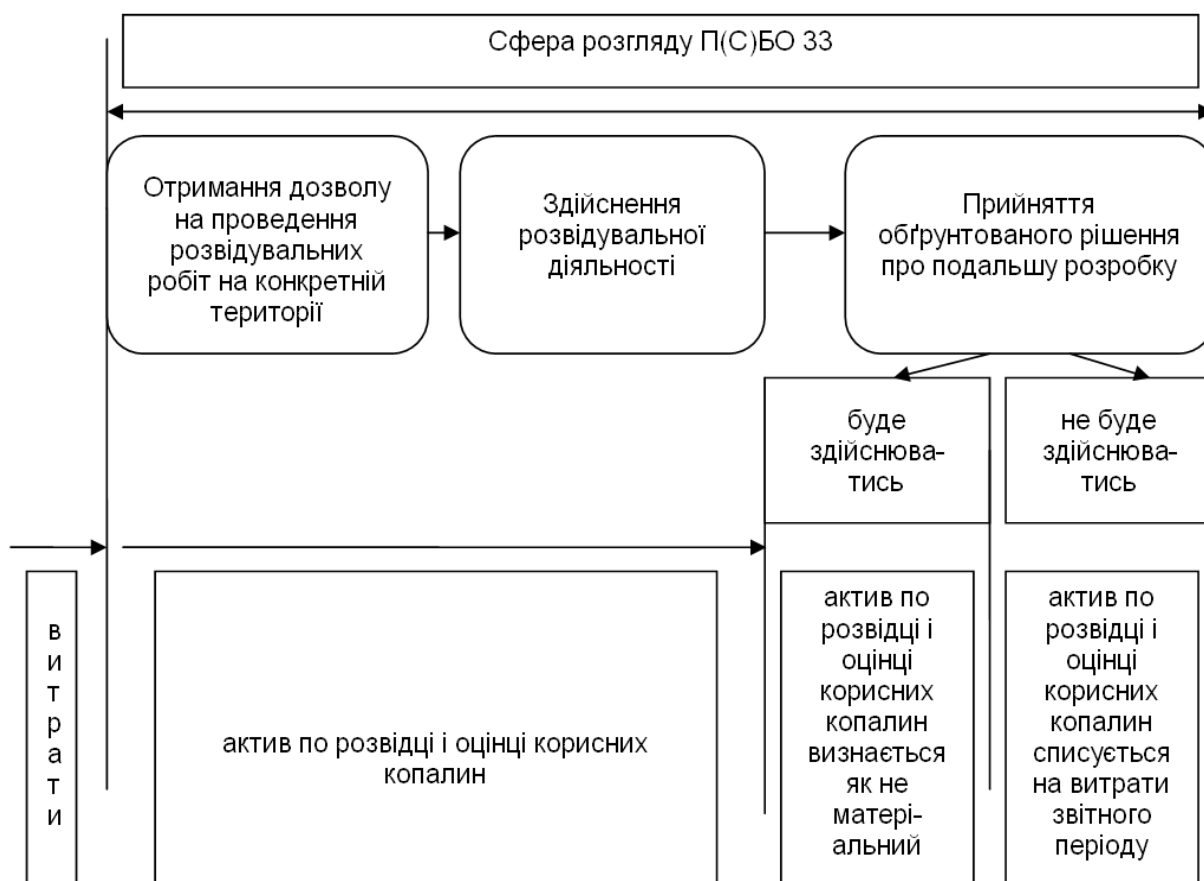 Сфера розгляду П(С)БО 33
Отримання дозволу
на проведення
розвідувальних
робіт на конкретній
території
Здійснення
розвідувальної
діяльності
Прийняття
обґрунтованого рішення
про подальшу розробку
буде
здійснюва-
тись
не буде
здійснюва-
тись
в
и
т
р
а
т
и
актив по розвідці і оцінці корисних
копалин
актив по
розвідці і
оцінці
корисних
копалин
визнається
як не
матері-
альний
актив по
розвідці і
оцінці
корисних
копалин
списується
на витрати
звітного
періоду